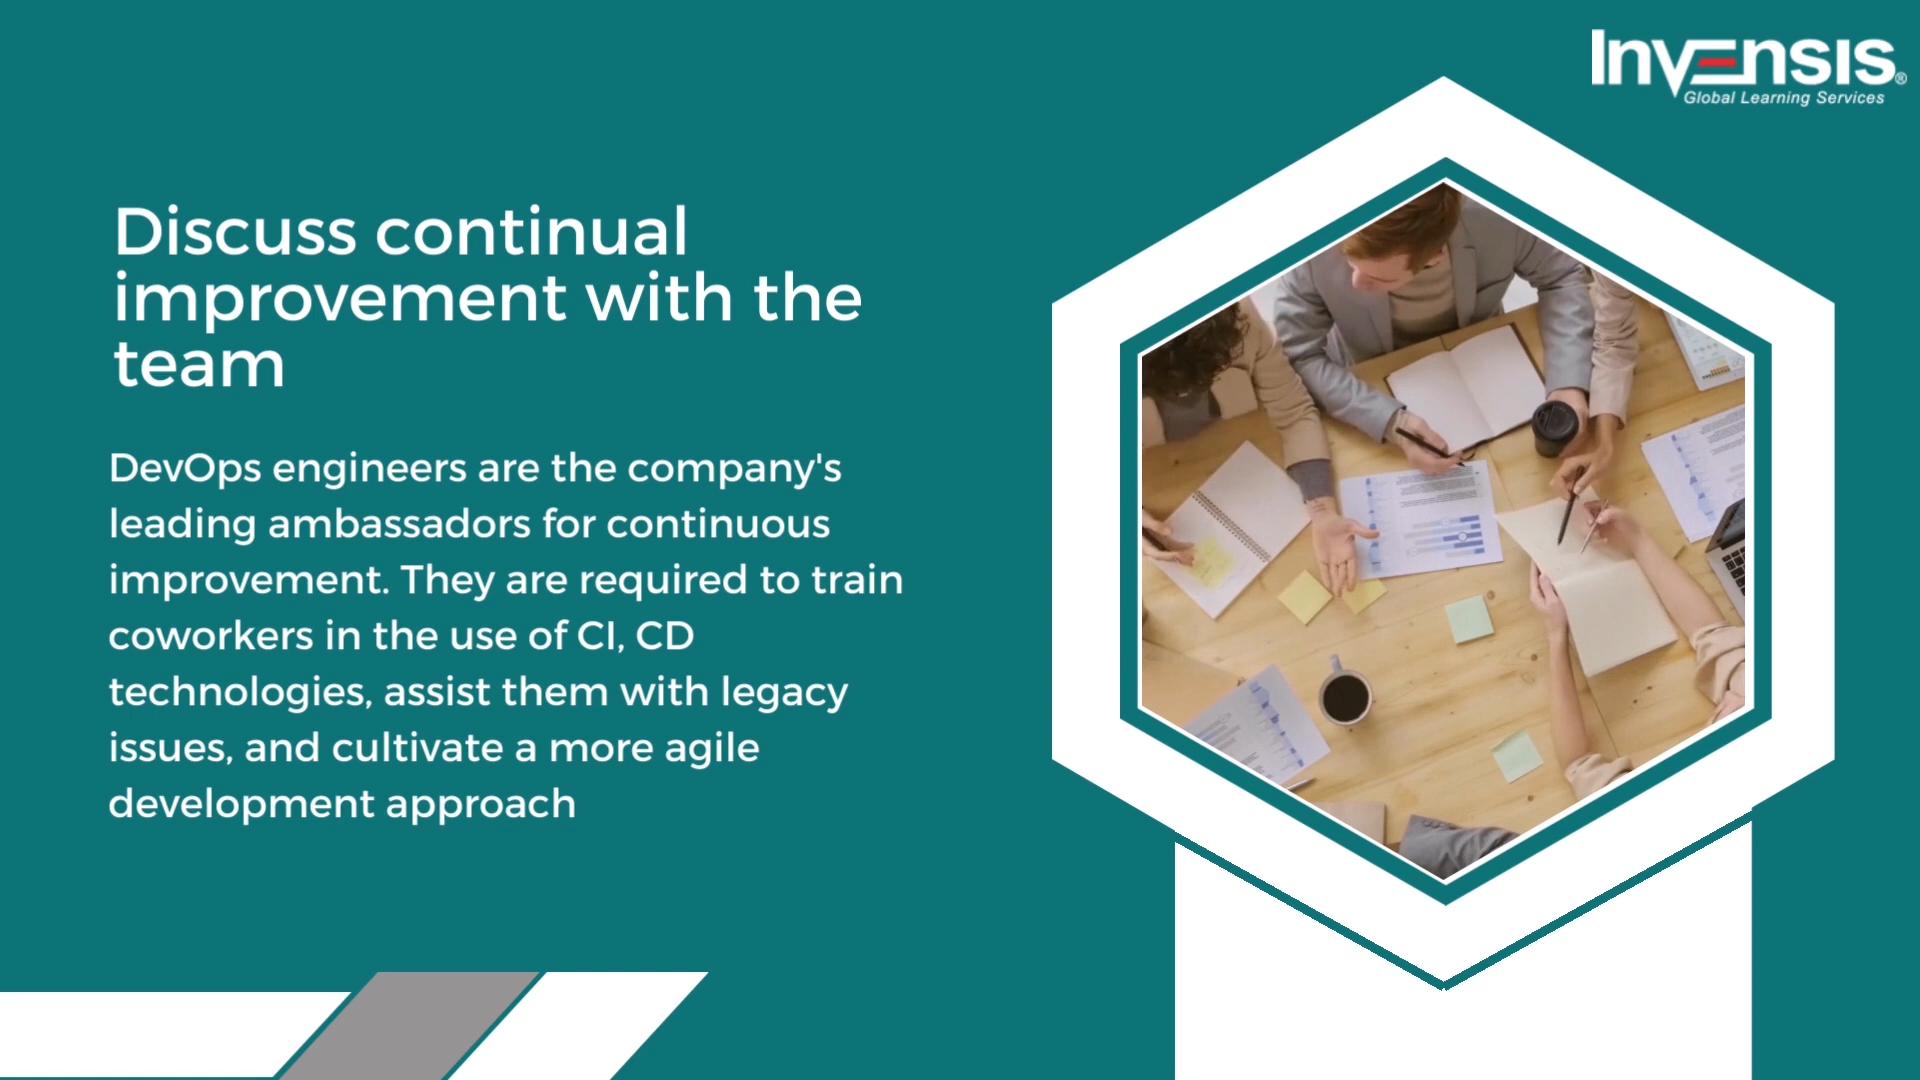 Invensis®
Global Learning Services
Discuss continual
improvement with the
team
DevOps engineers are the company's
leading ambassadors for continuous
improvement. They are required to train
coworkers in the use of CI, CD
technologies, assist them with legacy
issues, and cultivate a more agile
development approach